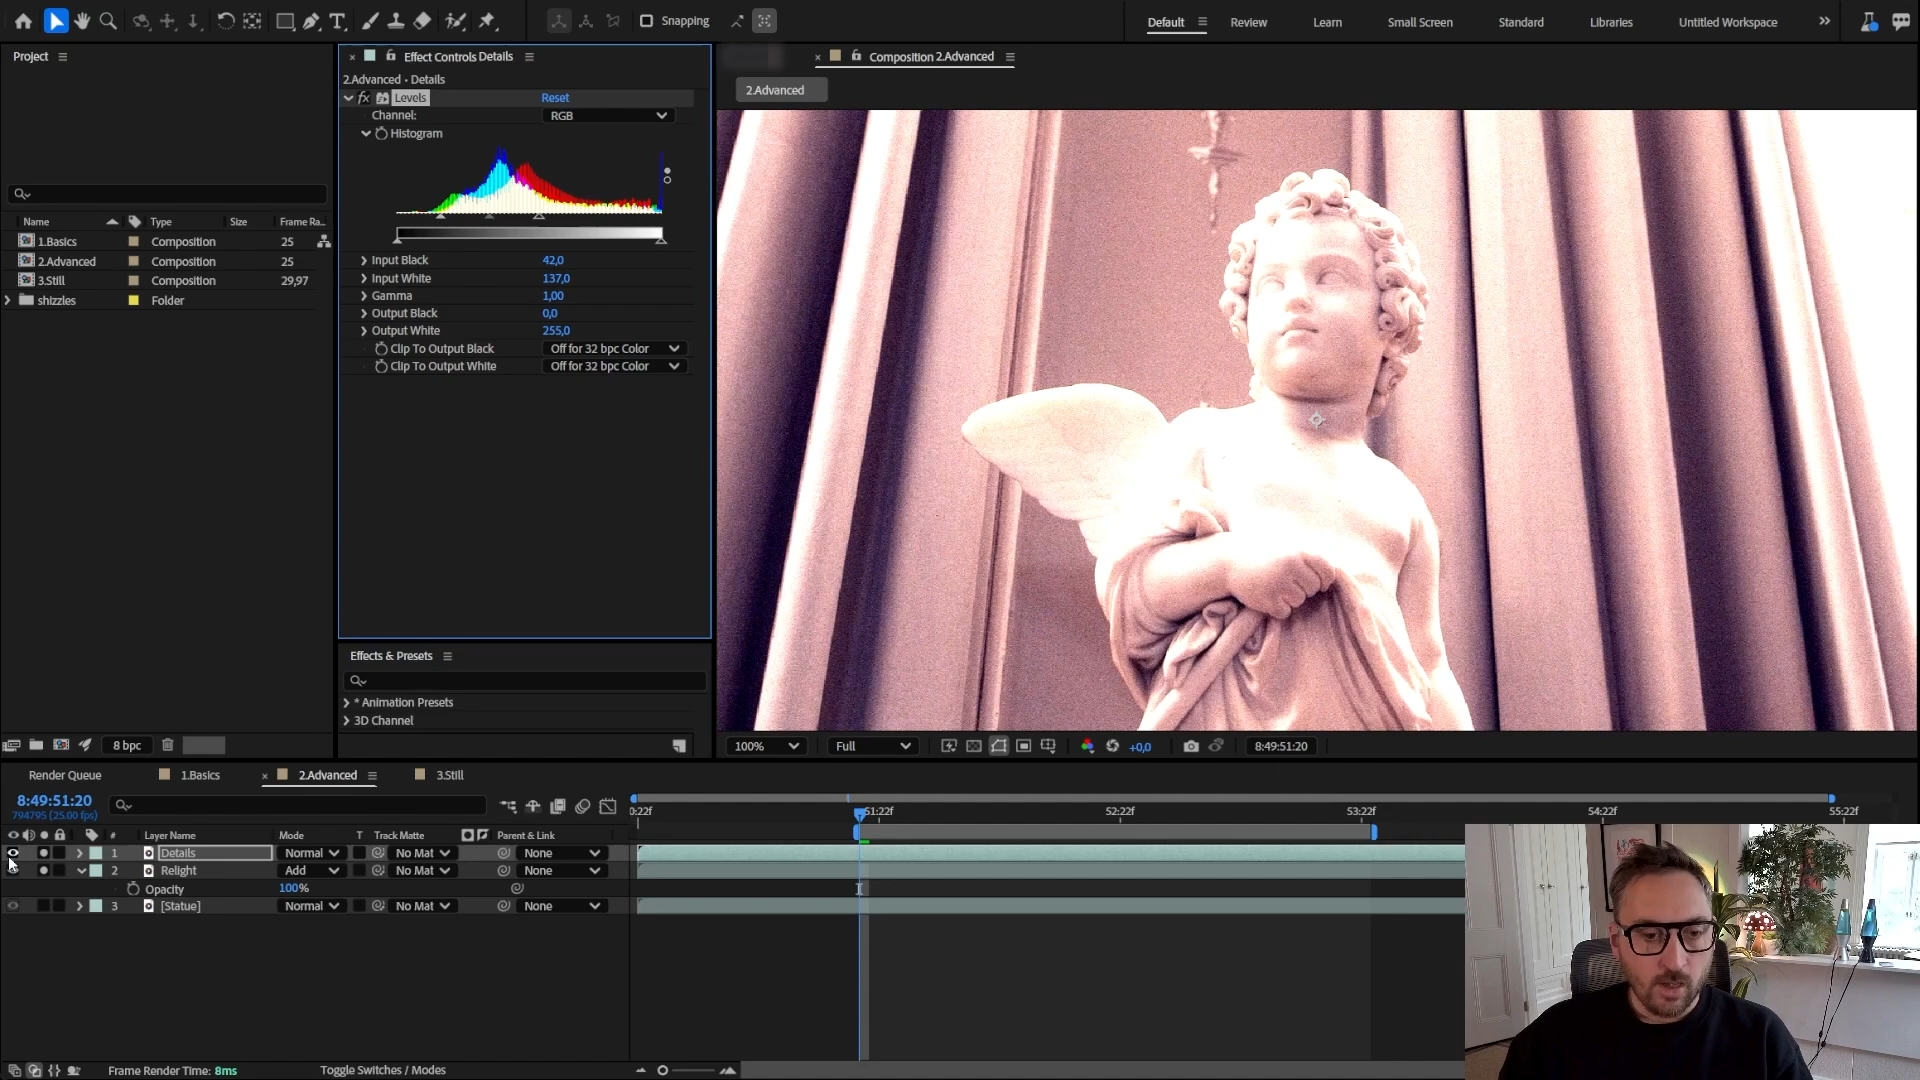 Snapping
Default
Review
Learn
Small Screen
Standard
Libraries
Untitled Workspace
Project
Effect Controls Details
Composition 2.Advanced
2.Advanced • Details
2.Advanced
fx Levels Reset
Channel: RGB
Histogram
Name Type Size Frame Ra...
1.Basics Composition 25
2.Advanced Composition 25
3.Still Composition 29,97
shizzles Folder
Input Black 42,0
Input White 137,0
Gamma 1,00
Output Black 0,0
Output White 255,0
Clip To Output Black Off for 32 bpc Color
Clip To Output White Off for 32 bpc Color
Effects & Presets
* Animation Presets
3D Channel
8 bpc
100% Full +0,0 8:49:51:20
Render Queue 1.Basics 2.Advanced 3.Still
8:49:51:20
794795 (25.00 fps)
0:22f 51:22f 52:22f 53:22f 54:22f 55:22f
# Layer Name Mode T Track Matte Parent & Link
1 Details Normal No Mat None
2 Relight Add No Mat None
Opacity 100%
3 [Statue] Normal No Mat None
Frame Render Time: 8ms Toggle Switches / Modes